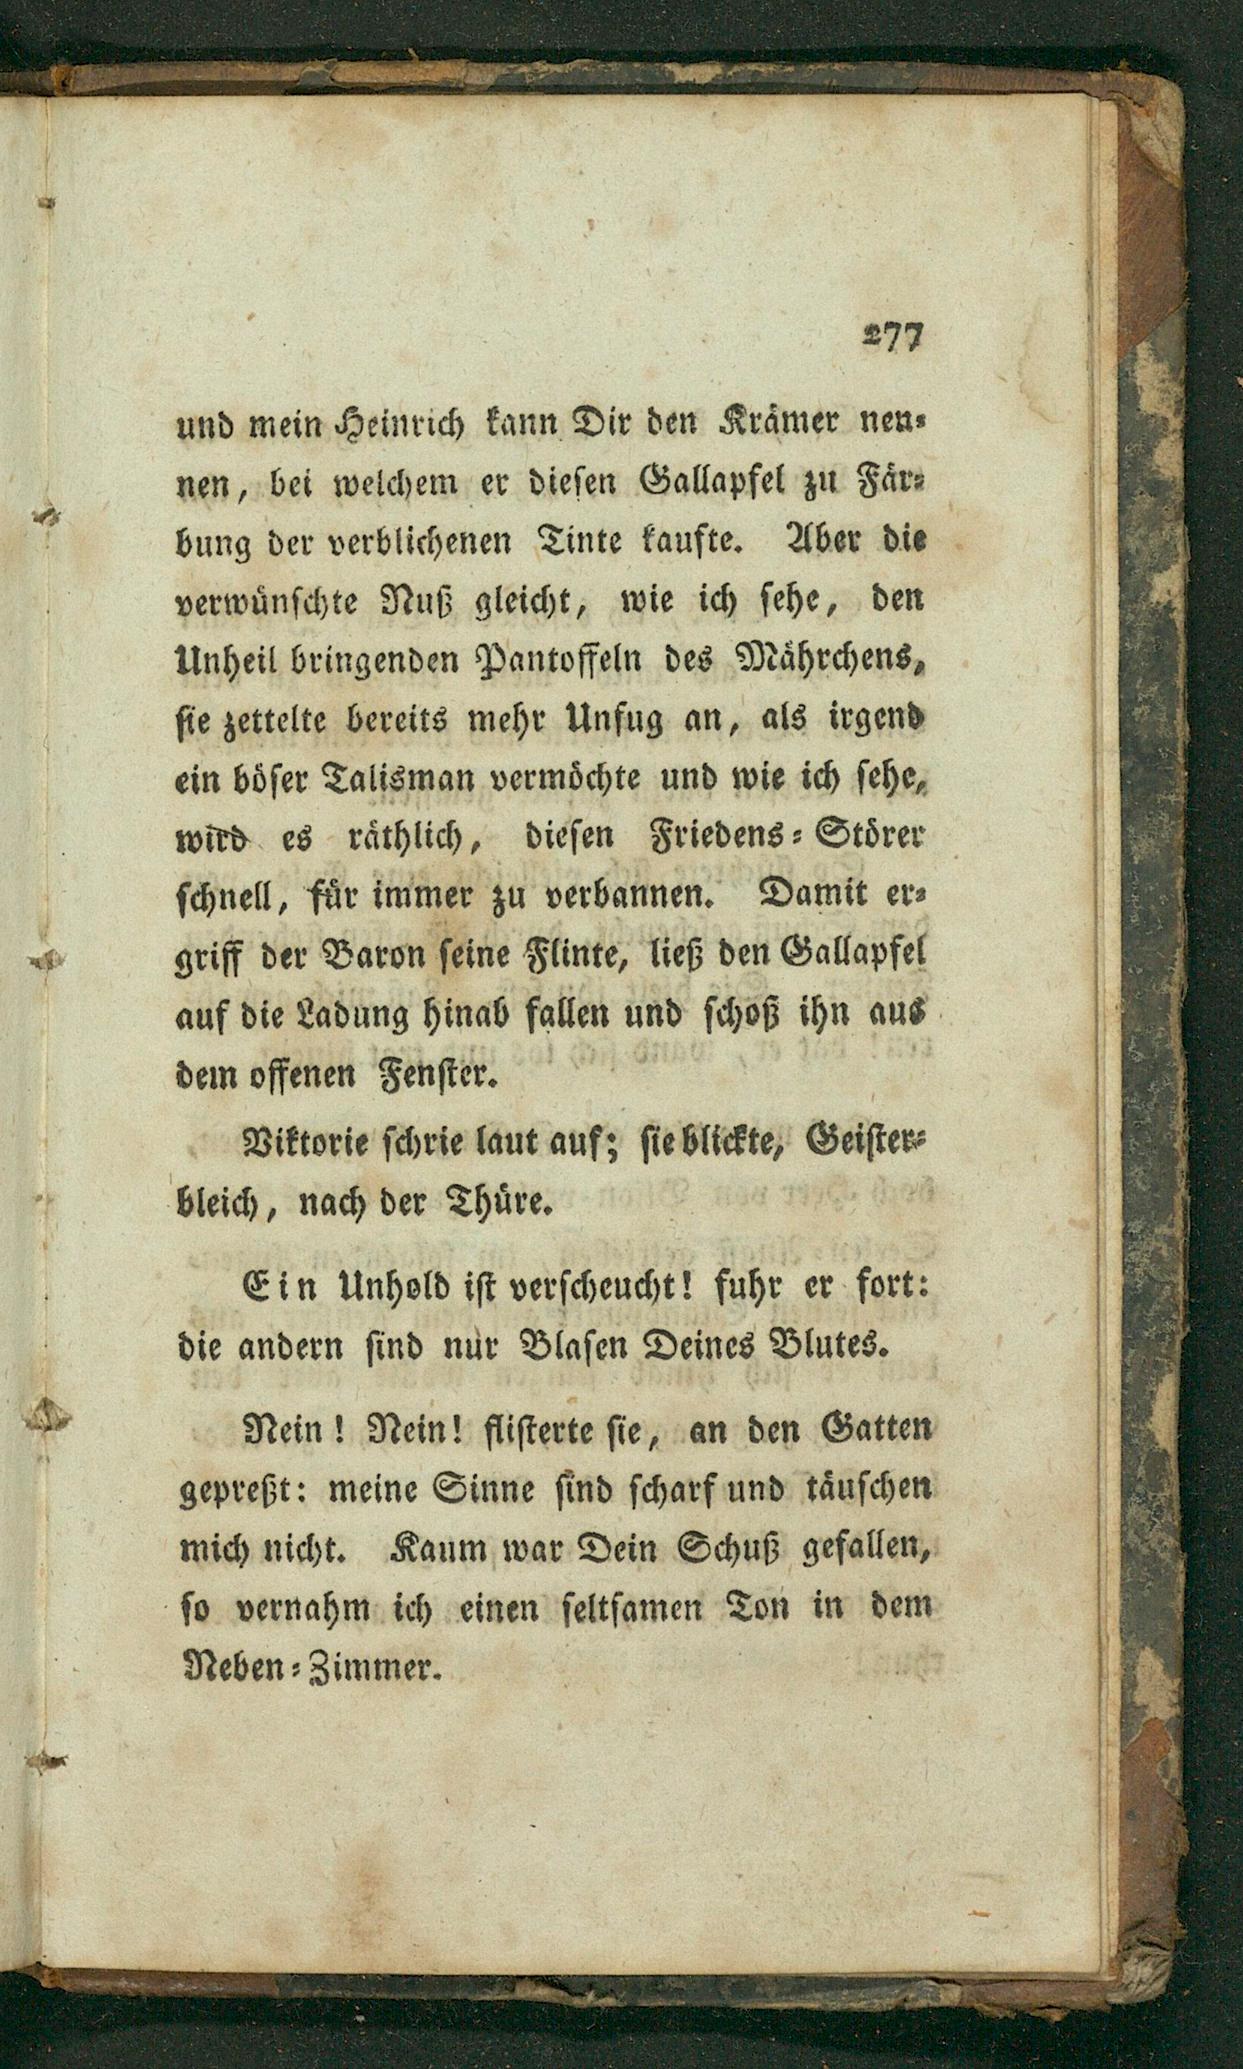 277
und mein Heinrich kann Dir den Krämer nen-
nen, bei welchem er diesen Gallapfel zu Fär-
bung der verblichenen Tinte kaufte. Aber die
verwünschte Nuß gleicht, wie ich sehe, den
Unheil bringenden Pantoffeln des Mährchens,
sie zettelte bereits mehr Unfug an, als irgend
ein böser Talisman vermöchte und wie ich sehe,
wird es räthlich, diesen Friedens-Störer
schnell, für immer zu verbannen. Damit er-
griff der Baron seine Flinte, ließ den Gallapfel
auf die Ladung hinab fallen und schoß ihn aus
dem offenen Fenster.
Viktorie schrie laut auf; sie blickte, Geister-
bleich, nach der Thüre.
Ein Unhold ist verscheucht! fuhr er fort:
die andern sind nur Blasen Deines Blutes.
Nein! Nein! flisterte sie, an den Gatten
gepreßt: meine Sinne sind scharf und täuschen
mich nicht. Kaum war Dein Schuß gefallen,
so vernahm ich einen seltsamen Ton in dem
Neben-Zimmer.